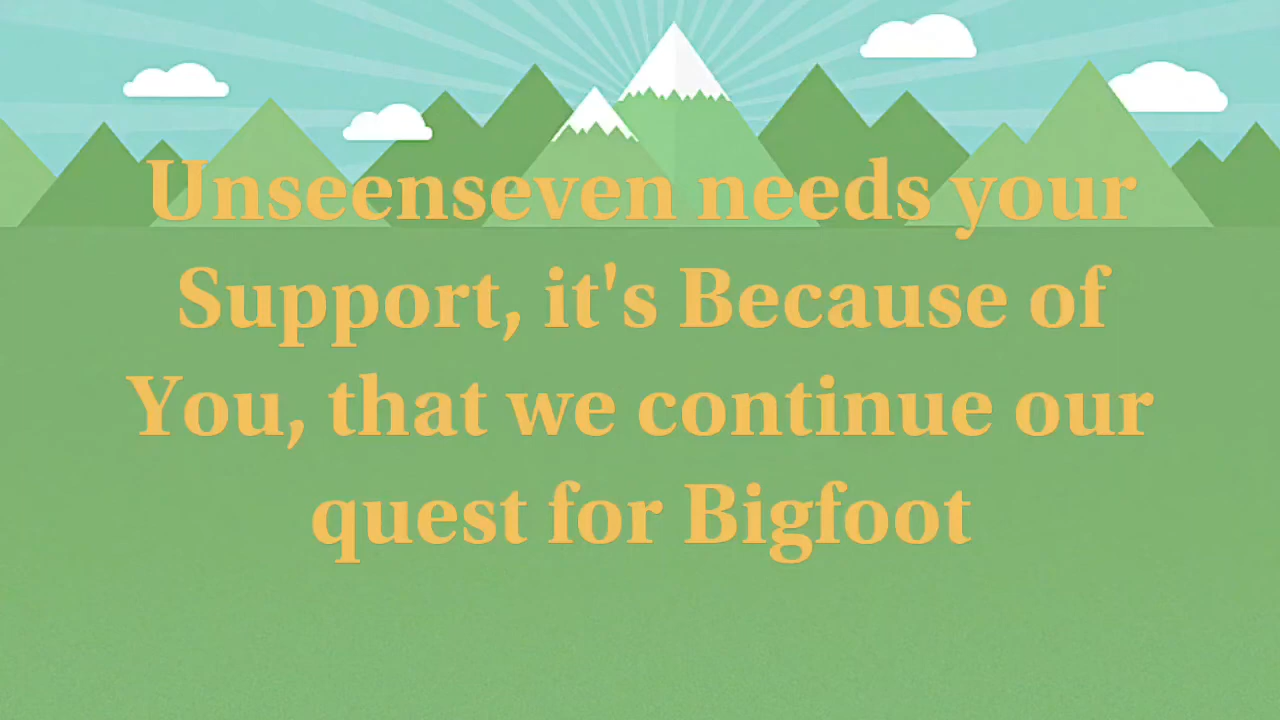 Unseenseven needs your
Support, it's Because of
You, that we continue our
quest for Bigfoot